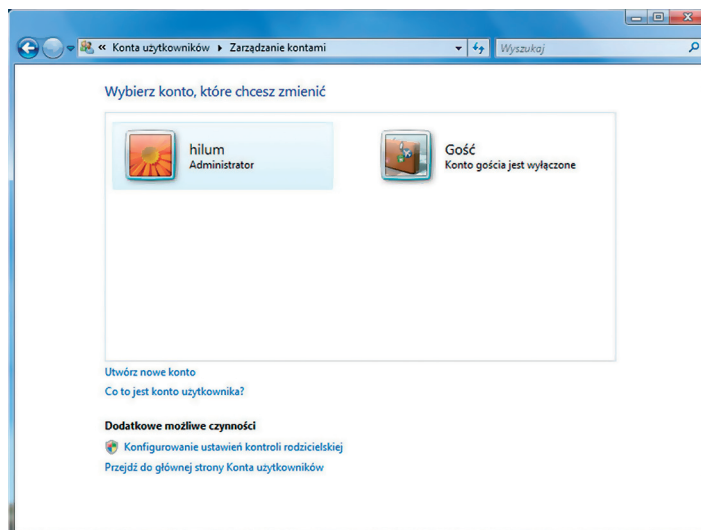 « Konta użytkowników ▸ Zarządzanie kontami
Wyszukaj
Wybierz konto, które chcesz zmienić
hilum
Administrator
Gość
Konto gościa jest wyłączone
Utwórz nowe konto
Co to jest konto użytkownika?
Dodatkowe możliwe czynności
Konfigurowanie ustawień kontroli rodzicielskiej
Przejdź do głównej strony Konta użytkowników